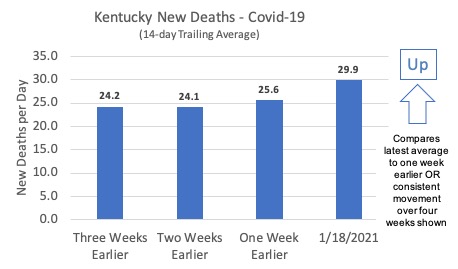 Kentucky New Deaths - Covid-19
(14-day Trailing Average)
New Deaths per Day
35.0
30.0
25.0
20.0
15.0
10.0
5.0
0.0
24.2
24.1
25.6
29.9
Three Weeks
Earlier
Two Weeks
Earlier
One Week
Earlier
1/18/2021
Up
Compares
latest average
to one week
earlier OR
consistent
movement
over four
weeks shown